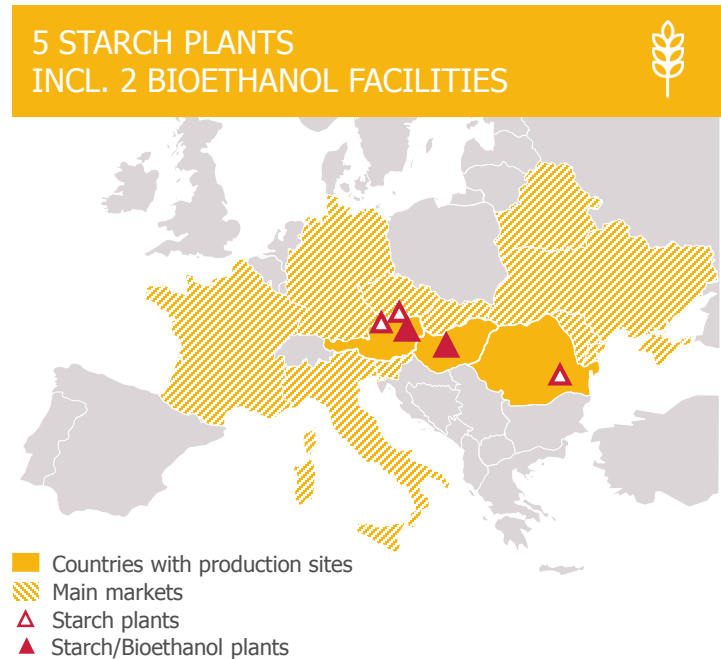 5 STARCH PLANTS
INCL. 2 BIOETHANOL FACILITIES
Countries with production sites
Main markets
Starch plants
Starch/Bioethanol plants